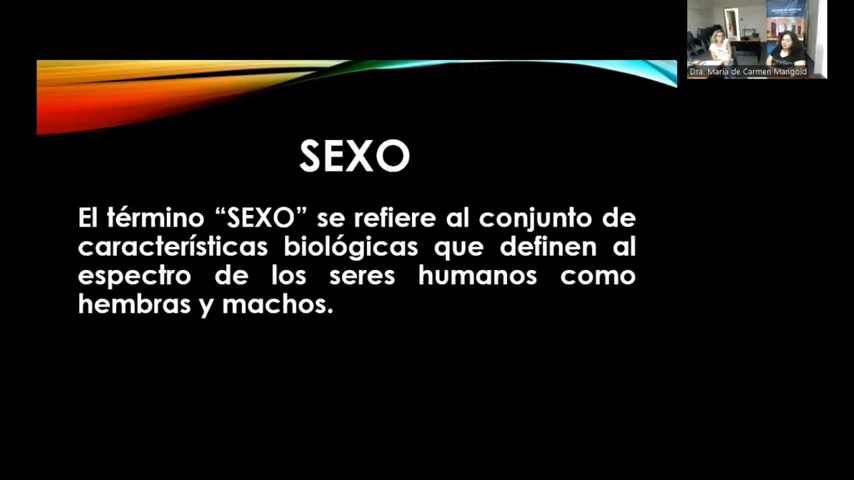 Dra. Maria de Carmen Mangold
SEXO
El término “SEXO” se refiere al conjunto de
características biológicas que definen al
espectro de los seres humanos como
hembras y machos.